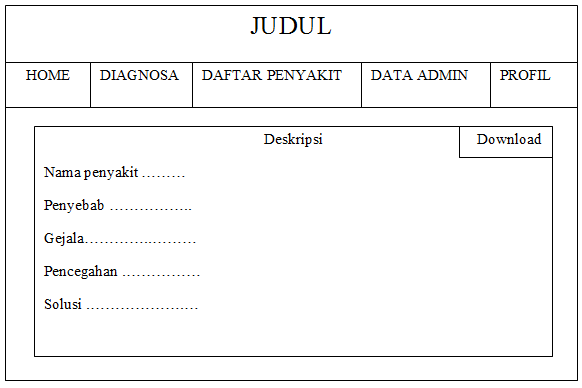 JUDUL
HOME DIAGNOSA DAFTAR PENYAKIT DATA ADMIN PROFIL
Deskripsi Download
Nama penyakit ………
Penyebab ……………..
Gejala…………..………
Pencegahan …………….
Solusi ………………….